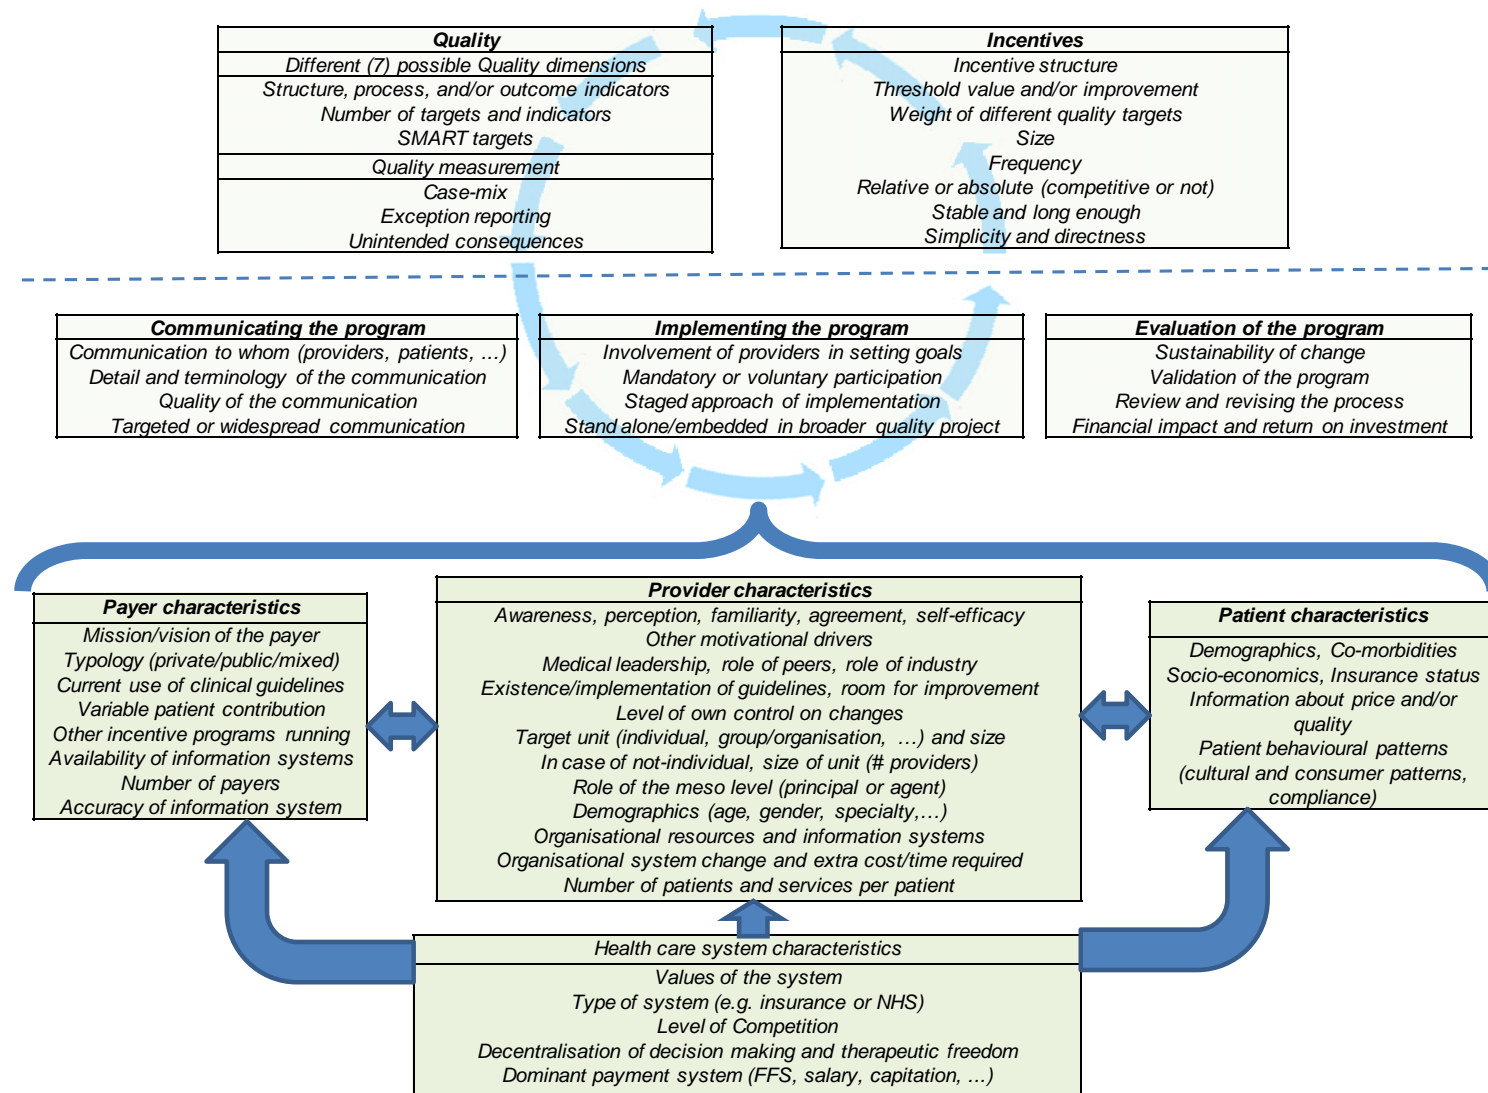 Quality
Different (7) possible Quality dimensions
Structure, process, and/or outcome indicators
Number of targets and indicators
SMART targets
Quality measurement
Case-mix
Exception reporting
Unintended consequences
Incentives
Incentive structure
Threshold value and/or improvement
Weight of different quality targets
Size
Frequency
Relative or absolute (competitive or not)
Stable and long enough
Simplicity and directness
Communicating the program
Communication to whom (providers, patients, ...)
Detail and terminology of the communication
Quality of the communication
Targeted or widespread communication
Implementing the program
Involvement of providers in setting goals
Mandatory or voluntary participation
Staged approach of implementation
Stand alone/embedded in broader quality project
Evaluation of the program
Sustainability of change
Validation of the program
Review and revising the process
Financial impact and return on investment
Payer characteristics
Mission/vision of the payer
Typology (private/public/mixed)
Current use of clinical guidelines
Variable patient contribution
Other incentive programs running
Availability of information systems
Number of payers
Accuracy of information system
Provider characteristics
Awareness, perception, familiarity, agreement, self-efficacy
Other motivational drivers
Medical leadership, role of peers, role of industry
Existence/implementation of guidelines, room for improvement
Level of own control on changes
Target unit (individual, group/organisation, ...) and size
In case of not-individual, size of unit (# providers)
Role of the meso level (principal or agent)
Demographics (age, gender, specialty,...)
Organisational resources and information systems
Organisational system change and extra cost/time required
Number of patients and services per patient
Patient characteristics
Demographics, Co-morbidities
Socio-economics, Insurance status
Information about price and/or
quality
Patient behavioural patterns
(cultural and consumer patterns,
compliance)
Health care system characteristics
Values of the system
Type of system (e.g. insurance or NHS)
Level of Competition
Decentralisation of decision making and therapeutic freedom
Dominant payment system (FFS, salary, capitation, ...)